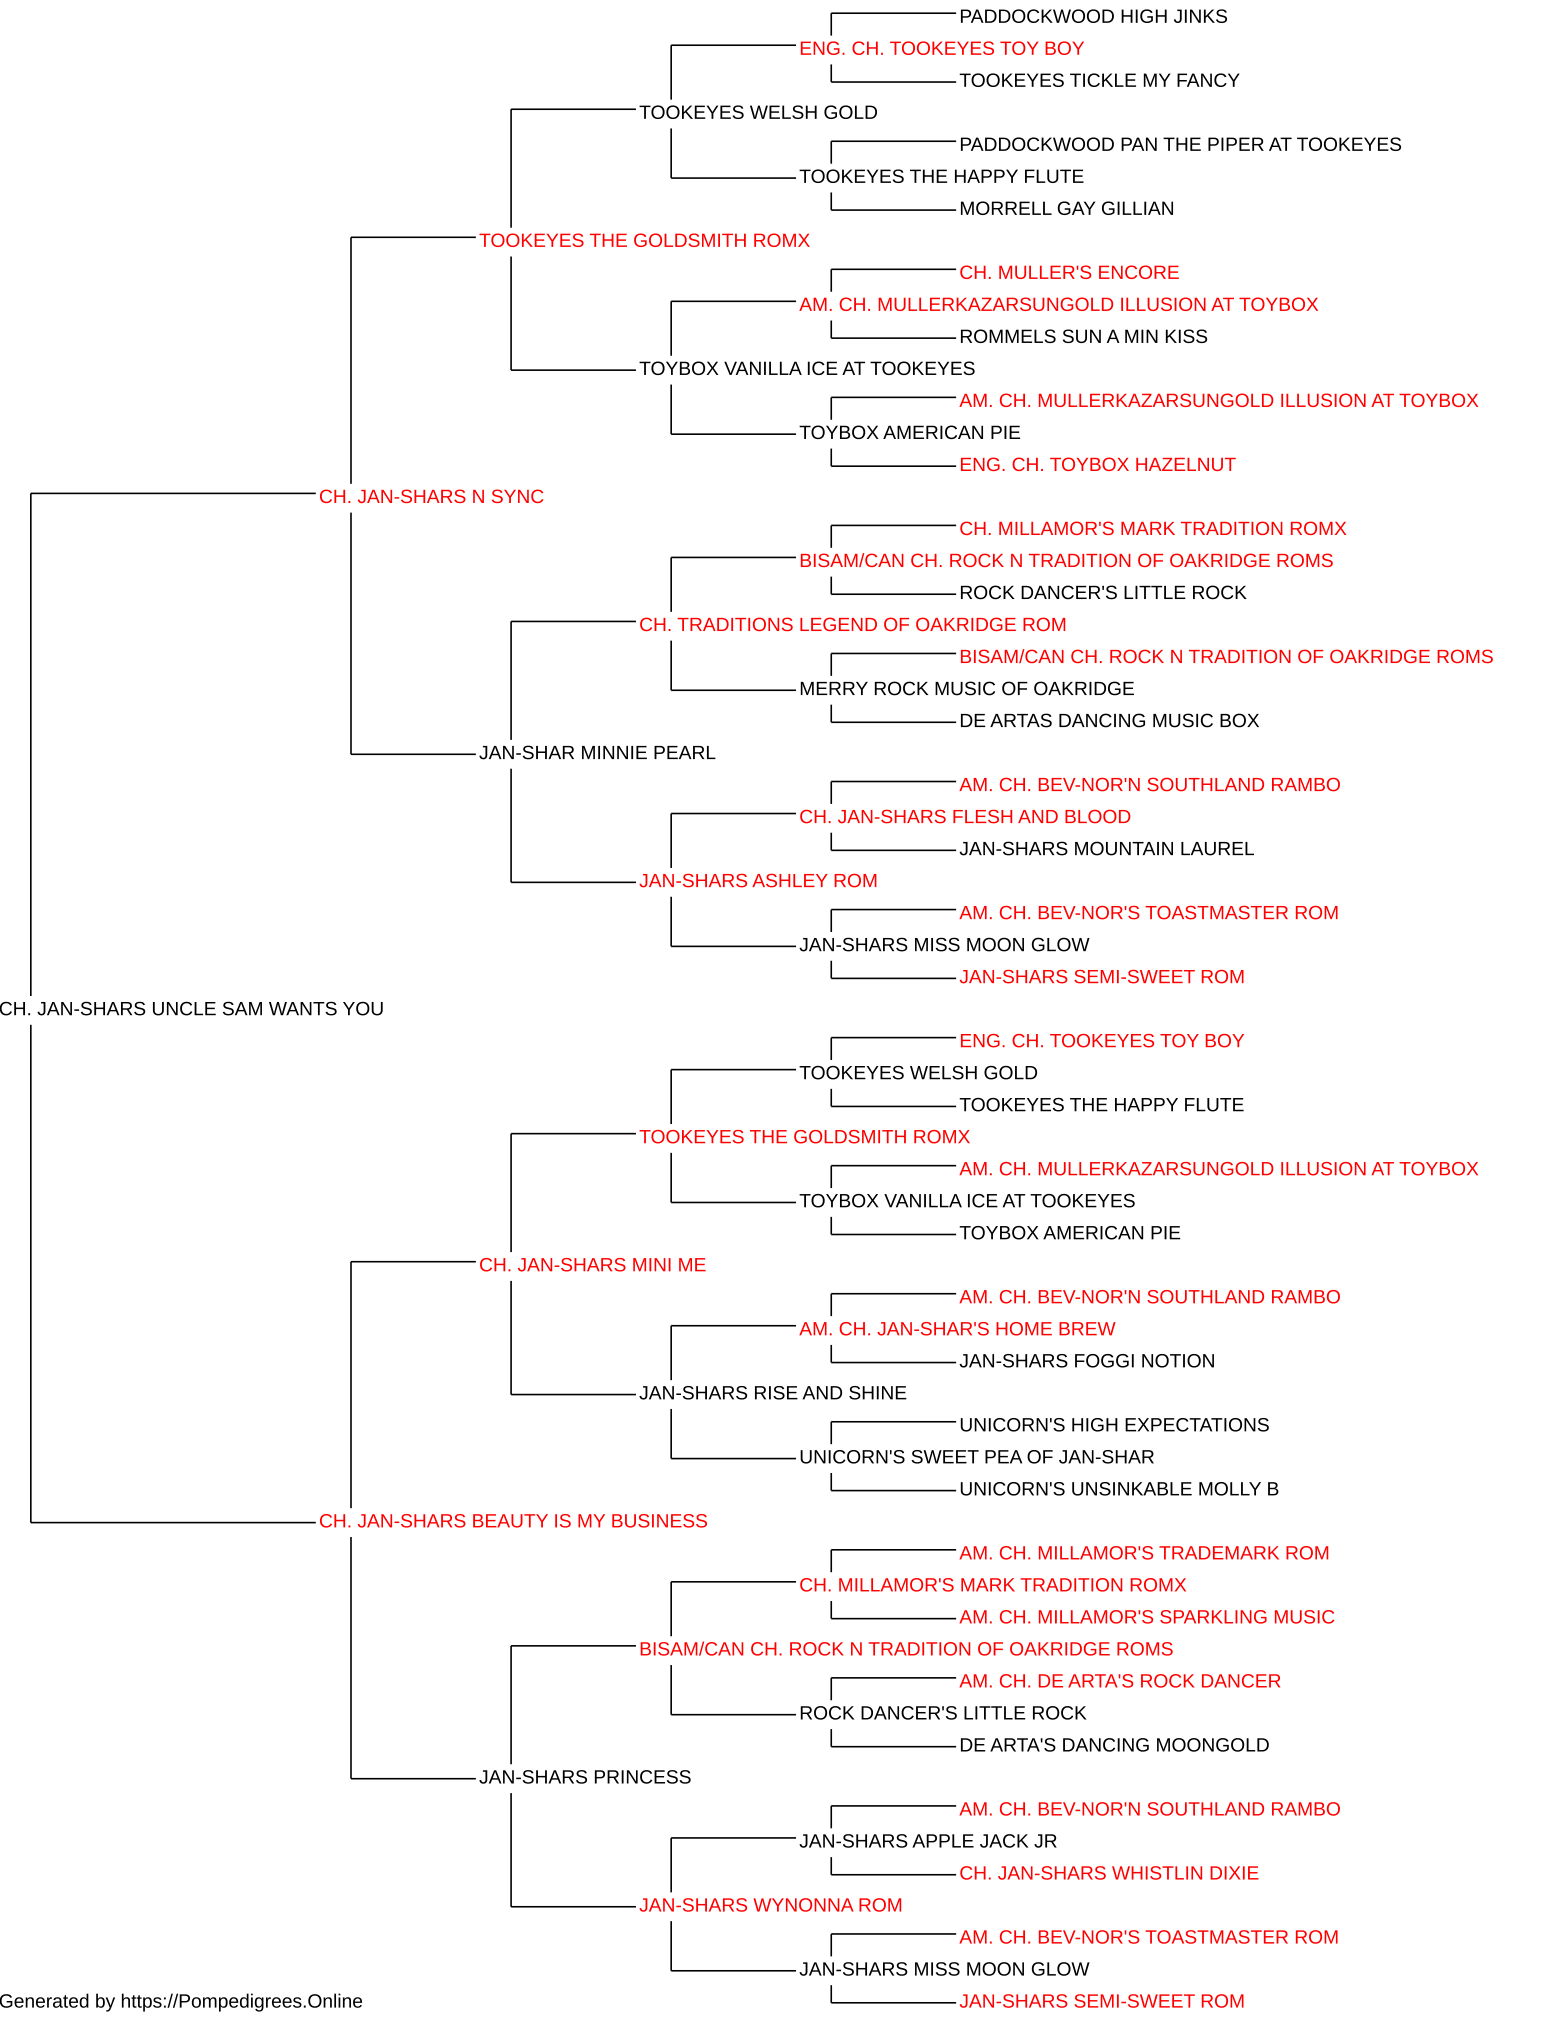 PADDOCKWOOD HIGH JINKS
ENG. CH. TOOKEYES TOY BOY
TOOKEYES TICKLE MY FANCY
TOOKEYES WELSH GOLD
PADDOCKWOOD PAN THE PIPER AT TOOKEYES
TOOKEYES THE HAPPY FLUTE
MORRELL GAY GILLIAN
TOOKEYES THE GOLDSMITH ROMX
CH. MULLER'S ENCORE
AM. CH. MULLERKAZARSUNGOLD ILLUSION AT TOYBOX
ROMMELS SUN A MIN KISS
TOYBOX VANILLA ICE AT TOOKEYES
AM. CH. MULLERKAZARSUNGOLD ILLUSION AT TOYBOX
TOYBOX AMERICAN PIE
ENG. CH. TOYBOX HAZELNUT
CH. JAN-SHARS N SYNC
CH. MILLAMOR'S MARK TRADITION ROMX
BISAM/CAN CH. ROCK N TRADITION OF OAKRIDGE ROMS
ROCK DANCER'S LITTLE ROCK
CH. TRADITIONS LEGEND OF OAKRIDGE ROM
BISAM/CAN CH. ROCK N TRADITION OF OAKRIDGE ROMS
MERRY ROCK MUSIC OF OAKRIDGE
DE ARTAS DANCING MUSIC BOX
JAN-SHAR MINNIE PEARL
AM. CH. BEV-NOR'N SOUTHLAND RAMBO
CH. JAN-SHARS FLESH AND BLOOD
JAN-SHARS MOUNTAIN LAUREL
JAN-SHARS ASHLEY ROM
AM. CH. BEV-NOR'S TOASTMASTER ROM
JAN-SHARS MISS MOON GLOW
JAN-SHARS SEMI-SWEET ROM
CH. JAN-SHARS UNCLE SAM WANTS YOU
ENG. CH. TOOKEYES TOY BOY
TOOKEYES WELSH GOLD
TOOKEYES THE HAPPY FLUTE
TOOKEYES THE GOLDSMITH ROMX
AM. CH. MULLERKAZARSUNGOLD ILLUSION AT TOYBOX
TOYBOX VANILLA ICE AT TOOKEYES
TOYBOX AMERICAN PIE
CH. JAN-SHARS MINI ME
AM. CH. BEV-NOR'N SOUTHLAND RAMBO
AM. CH. JAN-SHAR'S HOME BREW
JAN-SHARS FOGGI NOTION
JAN-SHARS RISE AND SHINE
UNICORN'S HIGH EXPECTATIONS
UNICORN'S SWEET PEA OF JAN-SHAR
UNICORN'S UNSINKABLE MOLLY B
CH. JAN-SHARS BEAUTY IS MY BUSINESS
AM. CH. MILLAMOR'S TRADEMARK ROM
CH. MILLAMOR'S MARK TRADITION ROMX
AM. CH. MILLAMOR'S SPARKLING MUSIC
BISAM/CAN CH. ROCK N TRADITION OF OAKRIDGE ROMS
AM. CH. DE ARTA'S ROCK DANCER
ROCK DANCER'S LITTLE ROCK
DE ARTA'S DANCING MOONGOLD
JAN-SHARS PRINCESS
AM. CH. BEV-NOR'N SOUTHLAND RAMBO
JAN-SHARS APPLE JACK JR
CH. JAN-SHARS WHISTLIN DIXIE
JAN-SHARS WYNONNA ROM
AM. CH. BEV-NOR'S TOASTMASTER ROM
JAN-SHARS MISS MOON GLOW
JAN-SHARS SEMI-SWEET ROM
Generated by https://Pompedigrees.Online